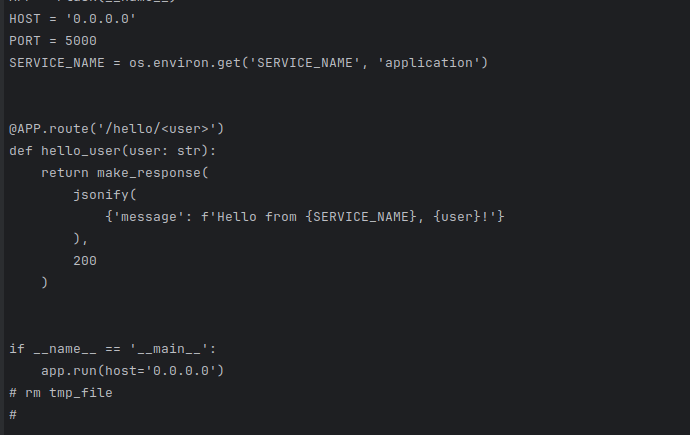 HOST = '0.0.0.0'
PORT = 5000
SERVICE_NAME = os.environ.get('SERVICE_NAME', 'application')
@APP.route('/hello/<user>')
def hello_user(user: str):
    return make_response(
        jsonify(
            {'message': f'Hello from {SERVICE_NAME}, {user}!'}
        ),
        200
    )
if __name__ == '__main__':
    app.run(host='0.0.0.0')
# rm tmp_file
#